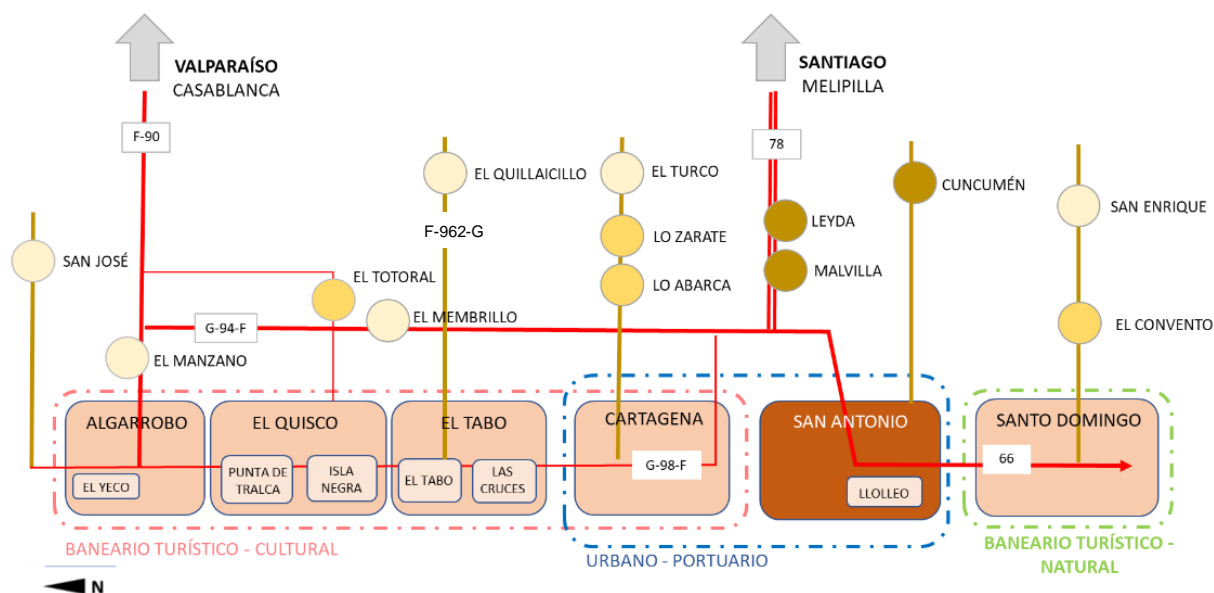 VALPARAÍSO
CASABLANCA
SANTIAGO
MELIPILLA
F-90
78
EL QUILLAICILLO
EL TURCO
CUNCUMÉN
SAN ENRIQUE
F-962-G
LO ZARATE
LEYDA
SAN JOSÉ
EL TOTORAL
LO ABARCA
MALVILLA
G-94-F
EL MEMBRILLO
EL CONVENTO
EL MANZANO
ALGARROBO
EL QUISCO
EL TABO
CARTAGENA
SAN ANTONIO
SANTO DOMINGO
EL YECO
PUNTA DE
TRALCA
ISLA
NEGRA
EL TABO
LAS
CRUCES
G-98-F
LLOLLEO
66
BANEARIO TURÍSTICO - CULTURAL
URBANO - PORTUARIO
BANEARIO TURÍSTICO -
NATURAL
N